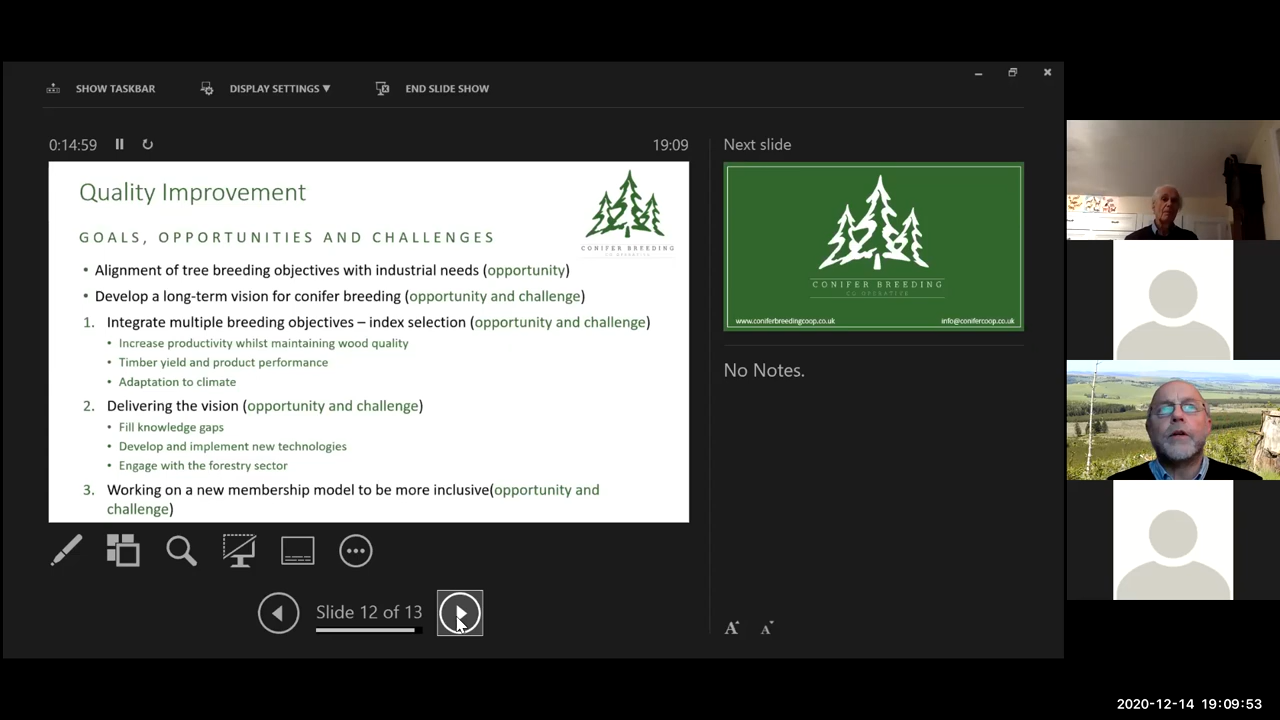 SHOW TASKBAR
DISPLAY SETTINGS ▼
END SLIDE SHOW
0:14:59
19:09
Next slide
Quality Improvement
GOALS, OPPORTUNITIES AND CHALLENGES
CONIFER BREEDING
CO-OPERATIVE
• Alignment of tree breeding objectives with industrial needs (opportunity)
• Develop a long-term vision for conifer breeding (opportunity and challenge)
1. Integrate multiple breeding objectives – index selection (opportunity and challenge)
• Increase productivity whilst maintaining wood quality
• Timber yield and product performance
• Adaptation to climate
2. Delivering the vision (opportunity and challenge)
• Fill knowledge gaps
• Develop and implement new technologies
• Engage with the forestry sector
3. Working on a new membership model to be more inclusive(opportunity and
challenge)
CONIFER BREEDING
CO-OPERATIVE
www.coniferbreedingcoop.co.uk
info@conifercoop.co.uk
No Notes.
Slide 12 of 13
A
A
2020-12-14 19:09:53